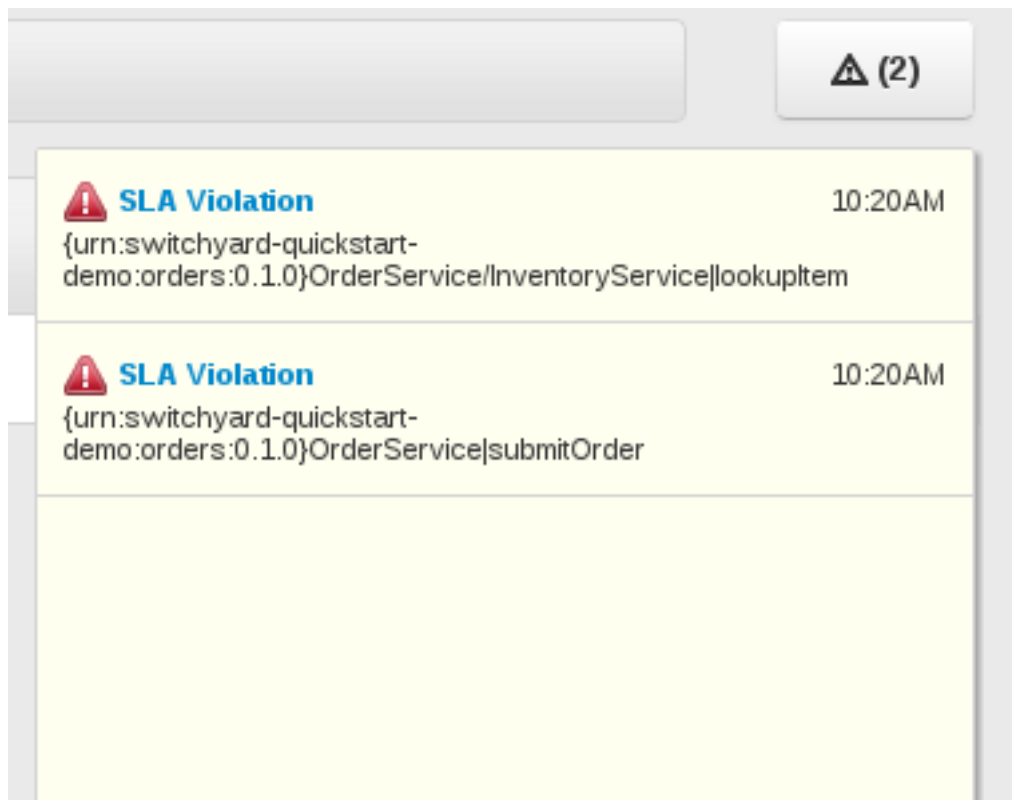 (2)
SLA Violation 10:20AM
{urn:switchyard-quickstart-
demo:orders:0.1.0}OrderService/InventoryService|lookupItem
SLA Violation 10:20AM
{urn:switchyard-quickstart-
demo:orders:0.1.0}OrderService|submitOrder